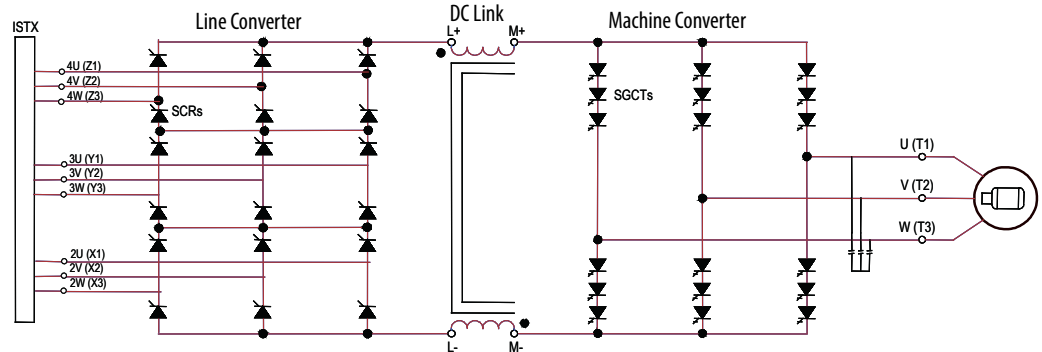 Line Converter
DC Link
Machine Converter
ISTX
L+ M+
4U (Z1)
4V (Z2)
4W (Z3)
SCRs
SGCTs
3U (Y1)
3V (Y2)
3W (Y3)
U (T1)
V (T2)
W (T3)
2U (X1)
2V (X2)
2W (X3)
L- M-